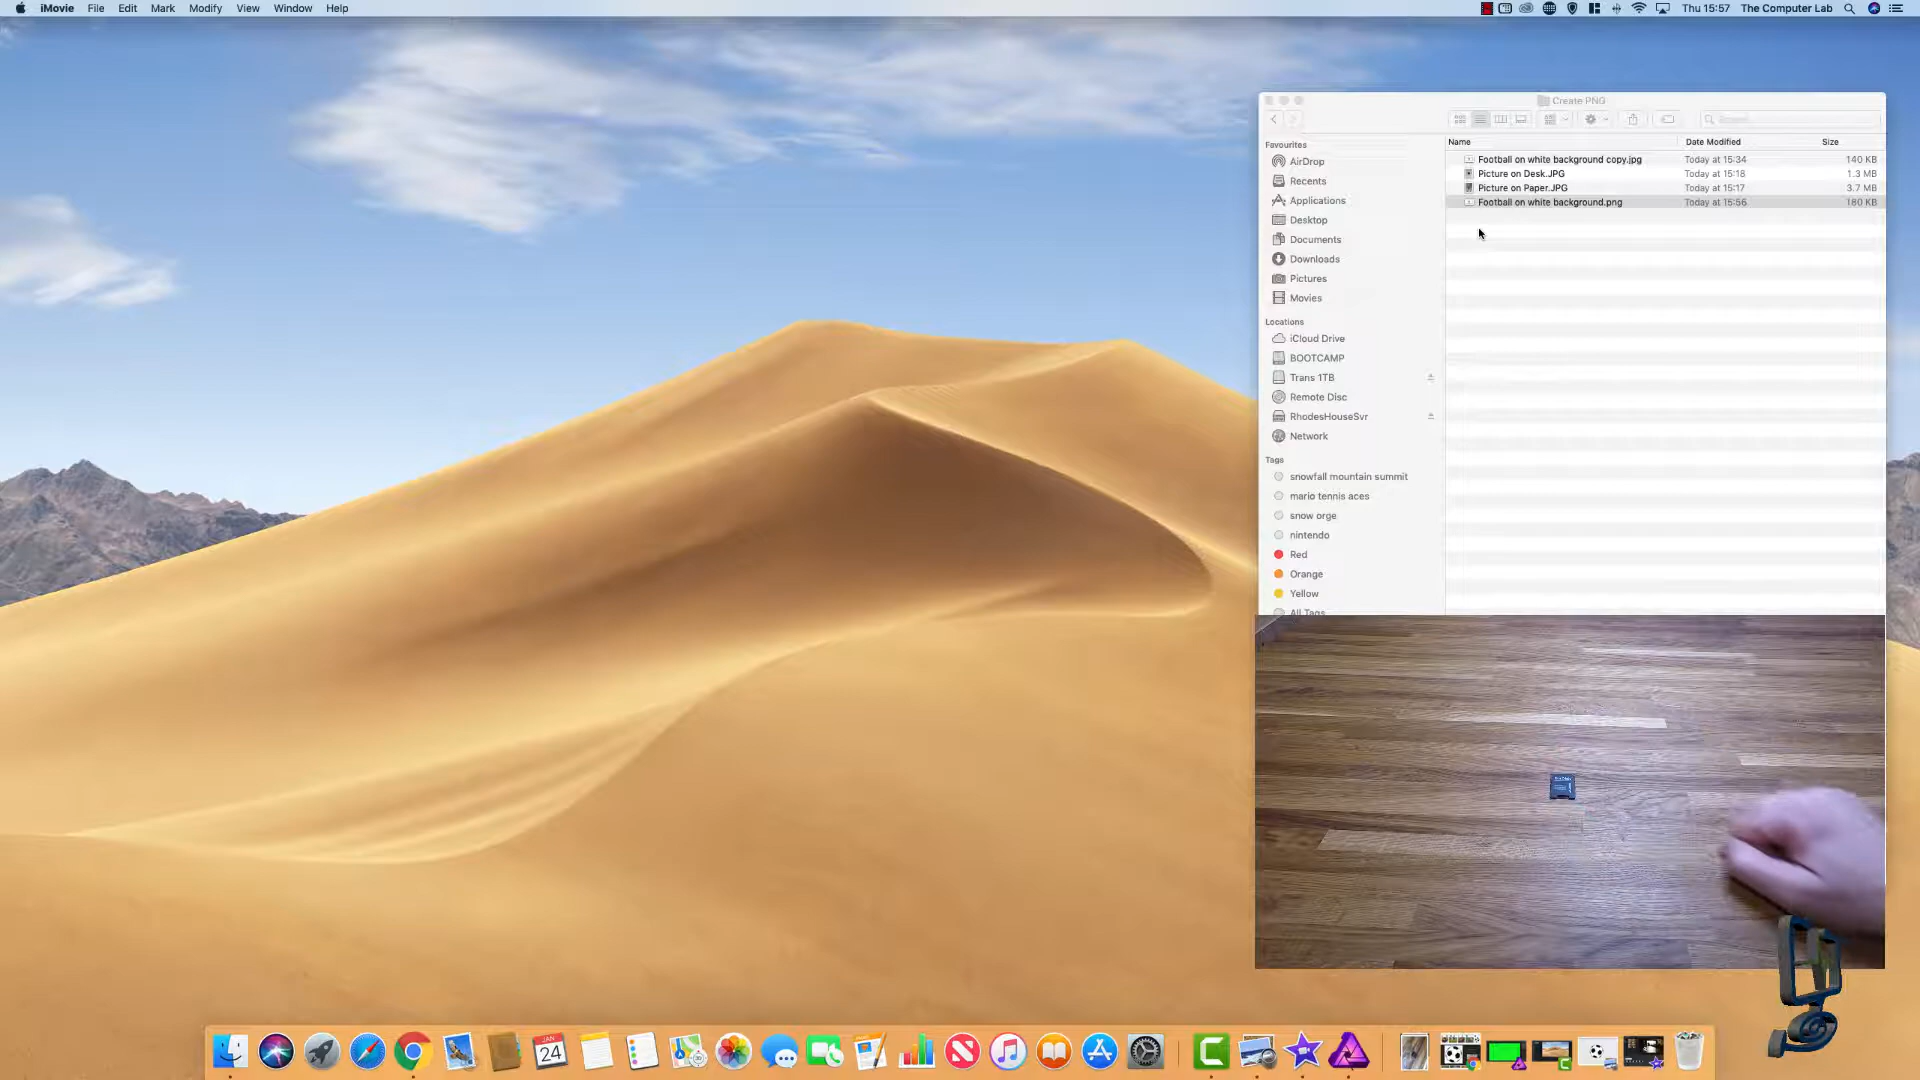 iMovie File Edit Mark Modify View Window Help
Thu 15:57 The Computer Lab
Create PNG
Search
Name Date Modified Size
Football on white background copy.jpg Today at 15:34 140 KB
Picture on Desk.JPG Today at 15:18 1.3 MB
Picture on Paper.JPG Today at 15:17 3.7 MB
Football on white background.png Today at 15:56 180 KB
Favourites
AirDrop
Recents
Applications
Desktop
Documents
Downloads
Pictures
Movies
Locations
iCloud Drive
BOOTCAMP
Trans 1TB
Remote Disc
RhodesHouseSvr
Network
Tags
snowfall mountain summit
mario tennis aces
snow orge
nintendo
Red
Orange
Yellow
All Tags
JAN
24